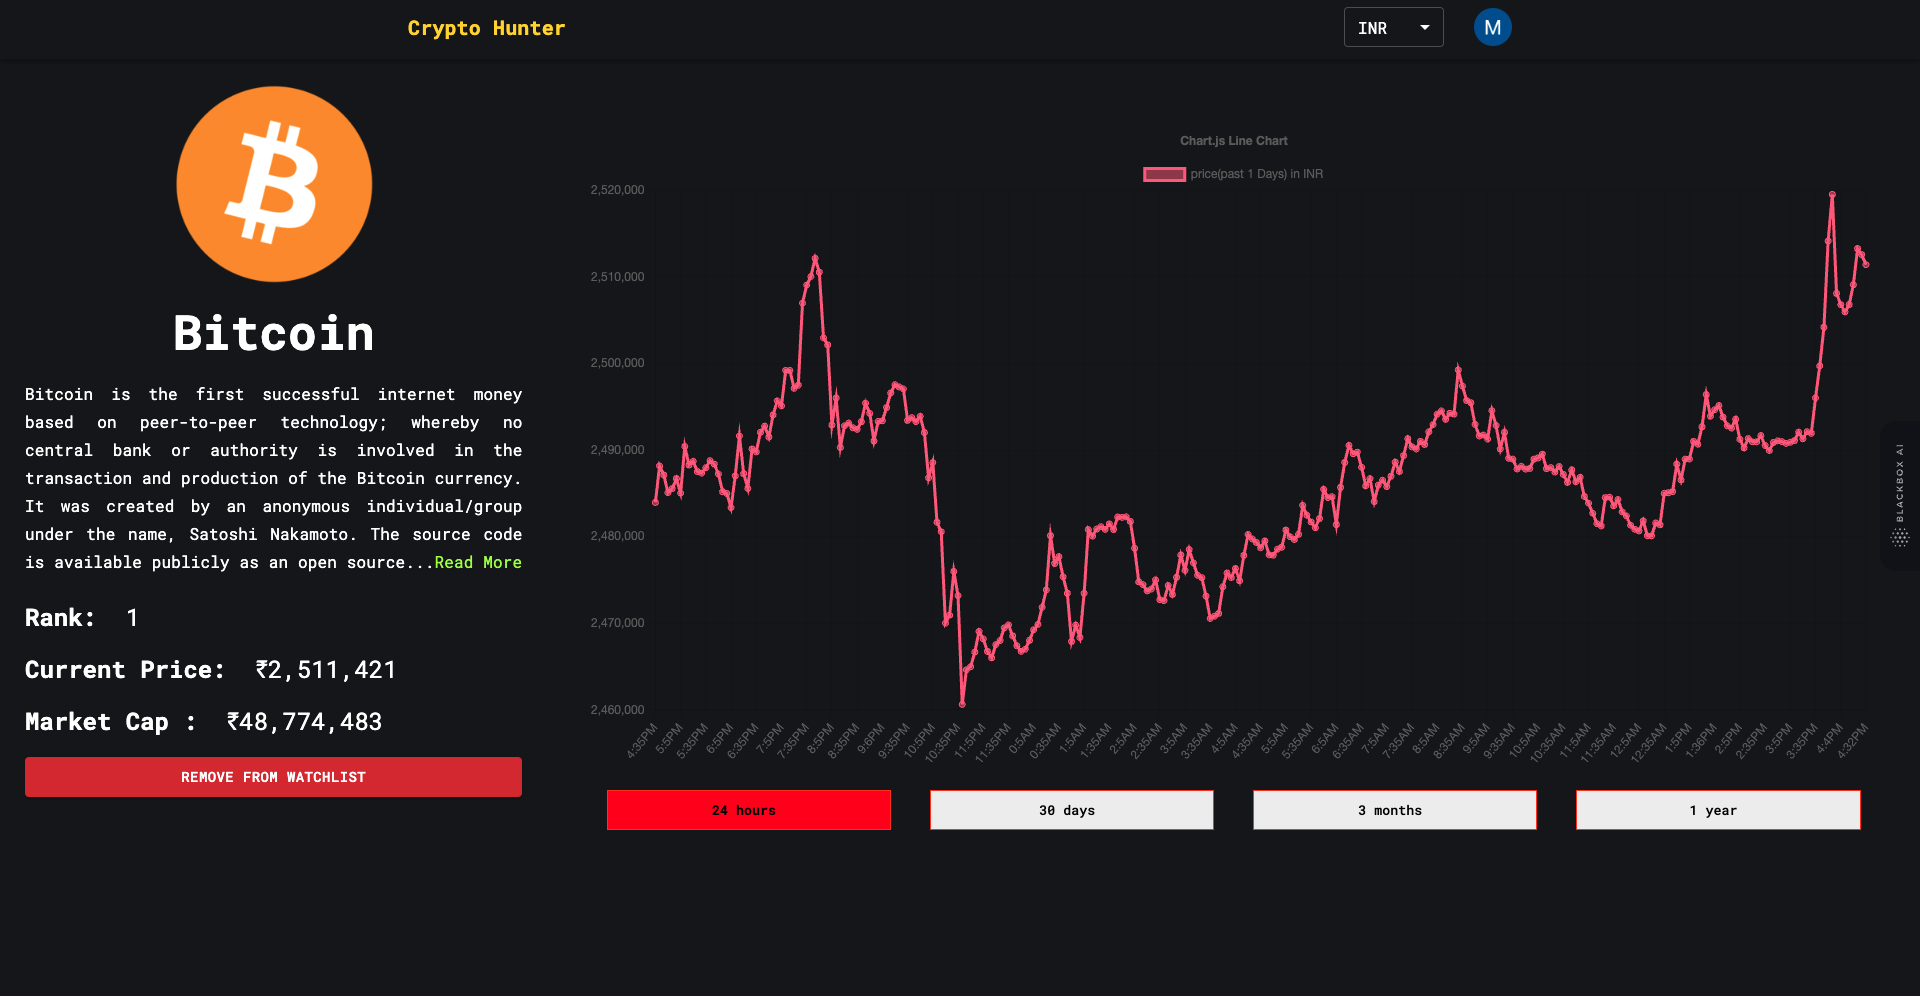 Crypto Hunter
INR
M
Bitcoin
Bitcoin is the first successful internet money
based on peer-to-peer technology; whereby no
central bank or authority is involved in the
transaction and production of the Bitcoin currency.
It was created by an anonymous individual/group
under the name, Satoshi Nakamoto. The source code
is available publicly as an open source...Read More
Rank: 1
Current Price: ₹2,511,421
Market Cap : ₹48,774,483
REMOVE FROM WATCHLIST
Chart.js Line Chart
price(past 1 Days) in INR
2,520,000
2,510,000
2,500,000
2,490,000
2,480,000
2,470,000
2,460,000
4:35PM
5:5PM
5:35PM
6:5PM
6:35PM
7:5PM
7:35PM
8:5PM
8:35PM
9:6PM
9:35PM
10:5PM
10:35PM
11:5PM
11:35PM
0:5AM
0:35AM
1:5AM
1:35AM
2:5AM
2:35AM
3:5AM
3:35AM
4:5AM
4:35AM
5:5AM
5:35AM
6:5AM
6:35AM
7:5AM
7:35AM
8:5AM
8:35AM
9:5AM
9:35AM
10:5AM
10:35AM
11:5AM
11:35AM
12:5AM
12:35AM
1:5PM
1:36PM
2:5PM
2:35PM
3:5PM
3:35PM
4:4PM
4:32PM
24 hours
30 days
3 months
1 year
BLACKBOX AI